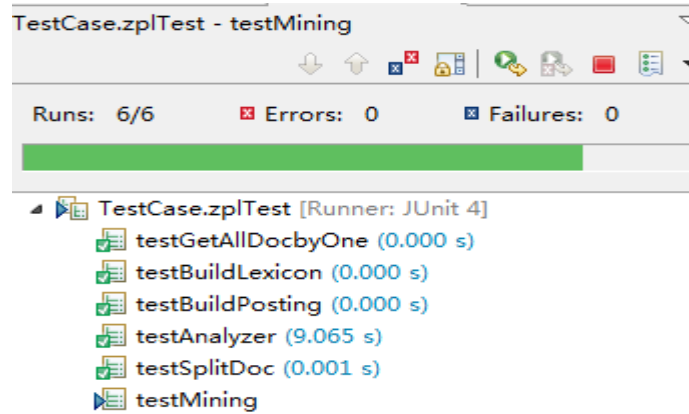 TestCase.zplTest - testMining
Runs: 6/6 Errors: 0 Failures: 0
TestCase.zplTest [Runner: JUnit 4]
testGetAllDocbyOne (0.000 s)
testBuildLexicon (0.000 s)
testBuildPosting (0.000 s)
testAnalyzer (9.065 s)
testSplitDoc (0.001 s)
testMining